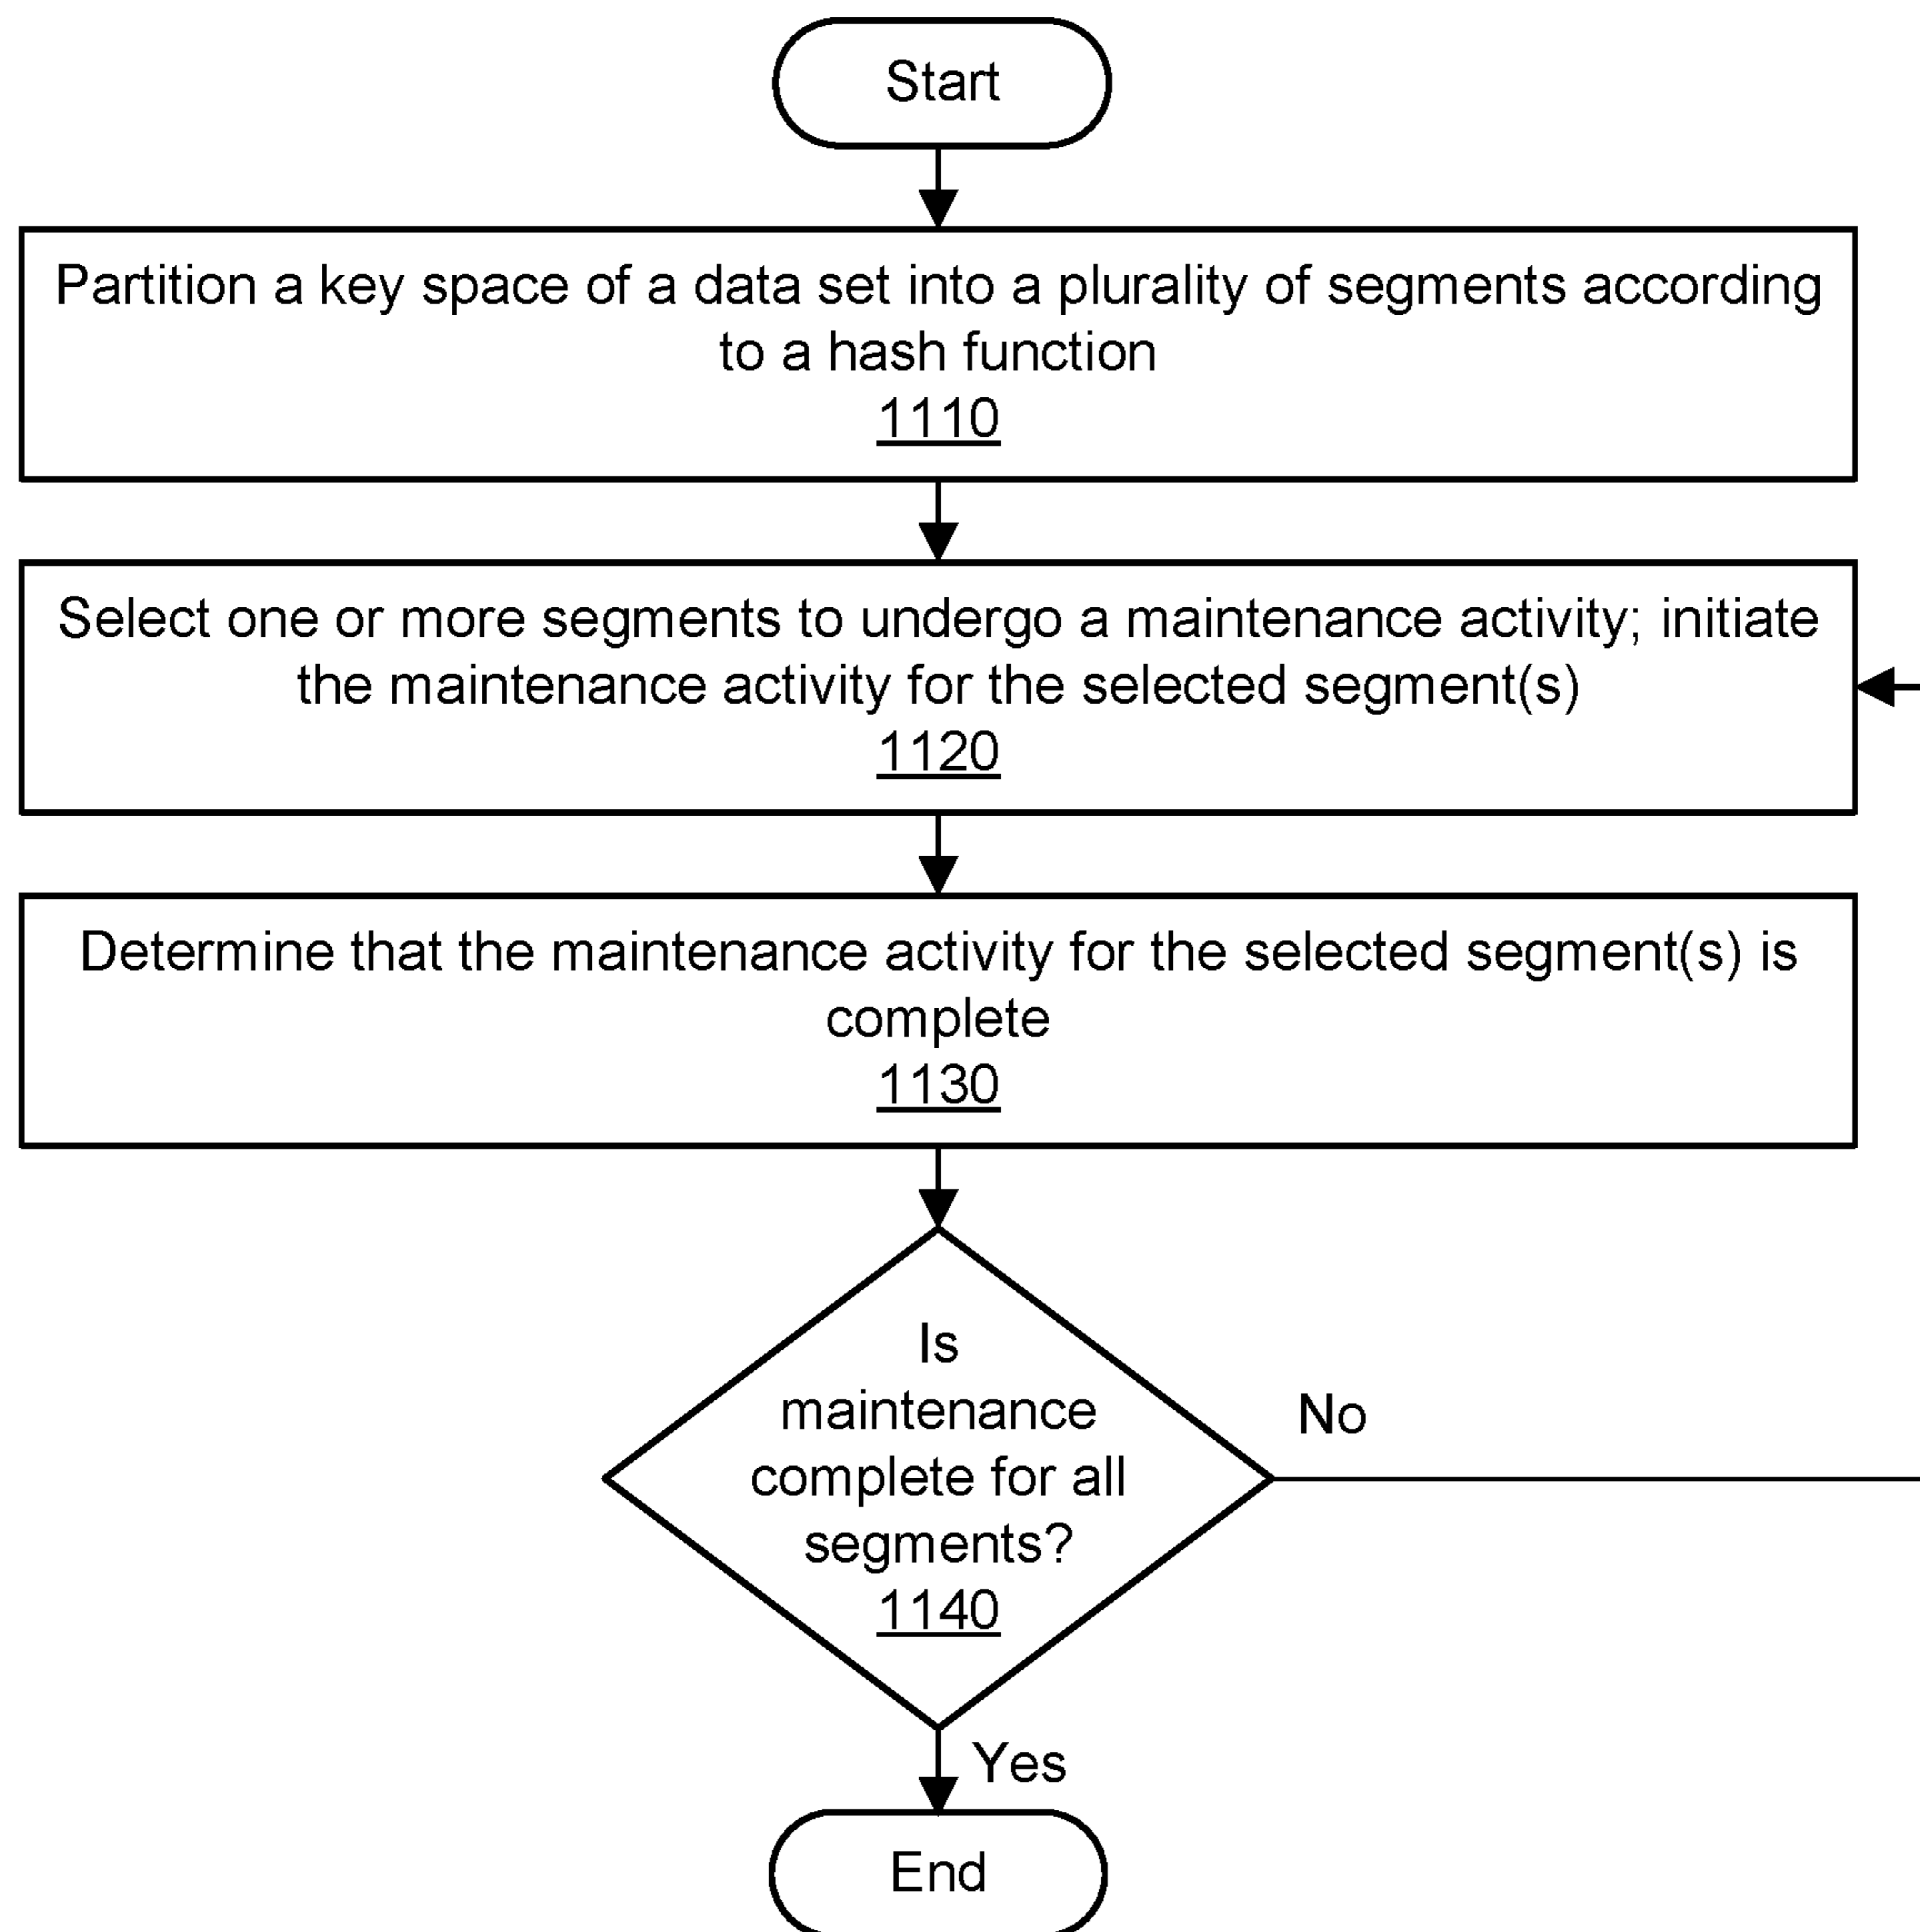 Start
Partition a key space of a data set into a plurality of segments according
to a hash function
1110
Select one or more segments to undergo a maintenance activity; initiate
the maintenance activity for the selected segment(s)
1120
Determine that the maintenance activity for the selected segment(s) is
complete
1130
Is
maintenance
complete for all
segments?
1140
No
Yes
End